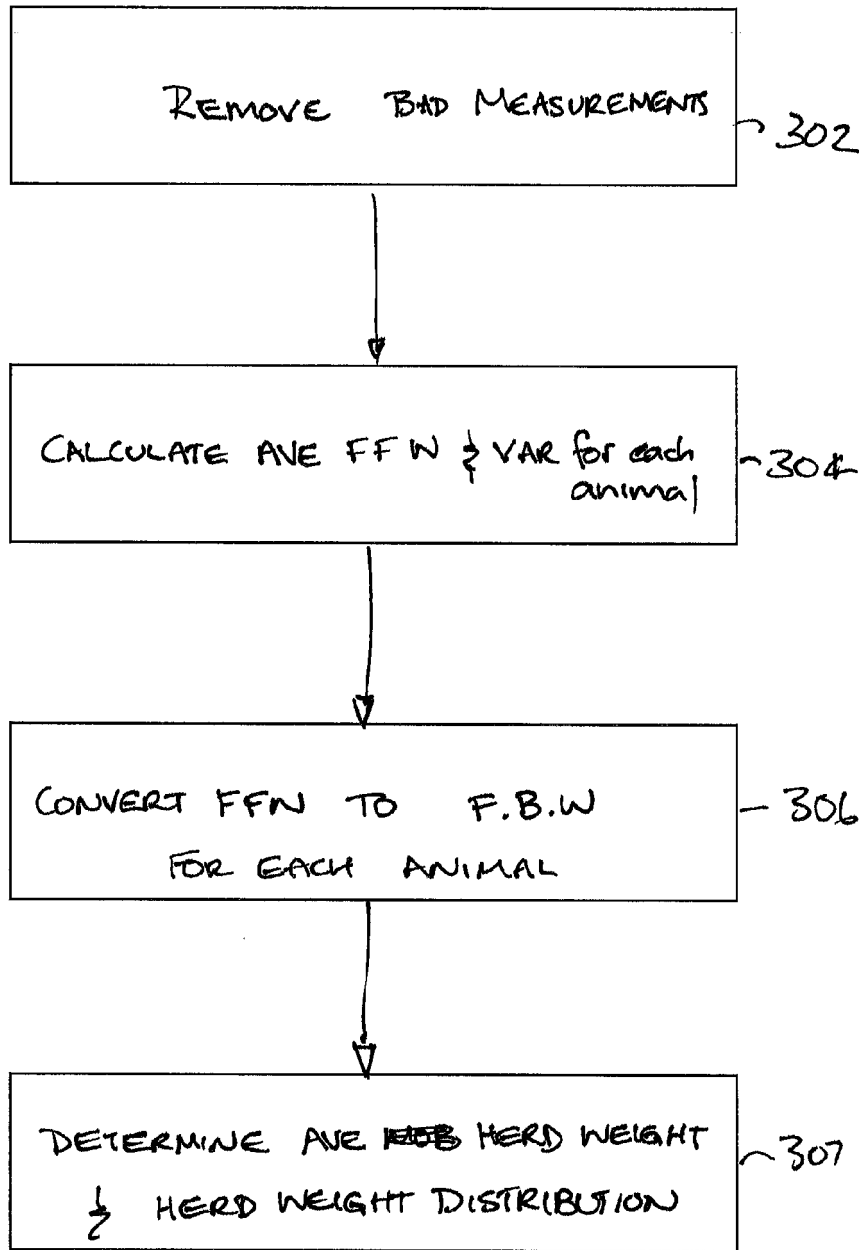 REMOVE BAD MEASUREMENTS
302
CALCULATE AVE FFW & VAR for each
animal
304
CONVERT FFW TO F.B.W
FOR EACH ANIMAL
306
DETERMINE AVE HERD WEIGHT
& HERD WEIGHT DISTRIBUTION
307